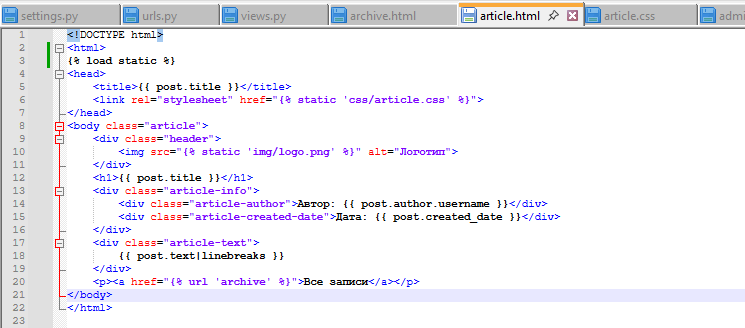 settings.py urls.py views.py archive.html article.html article.css admi
1 <!DOCTYPE html>
2 <html>
3 {% load static %}
4 <head>
5 <title>{{ post.title }}</title>
6 <link rel="stylesheet" href="{% static 'css/article.css' %}">
7 </head>
8 <body class="article">
9 <div class="header">
10 <img src="{% static 'img/logo.png' %}" alt="Логотип">
11 </div>
12 <h1>{{ post.title }}</h1>
13 <div class="article-info">
14 <div class="article-author">Автор: {{ post.author.username }}</div>
15 <div class="article-created-date">Дата: {{ post.created_date }}</div>
16 </div>
17 <div class="article-text">
18 {{ post.text|linebreaks }}
19 </div>
20 <p><a href="{% url 'archive' %}">Все записи</a></p>
21 </body>
22 </html>
23